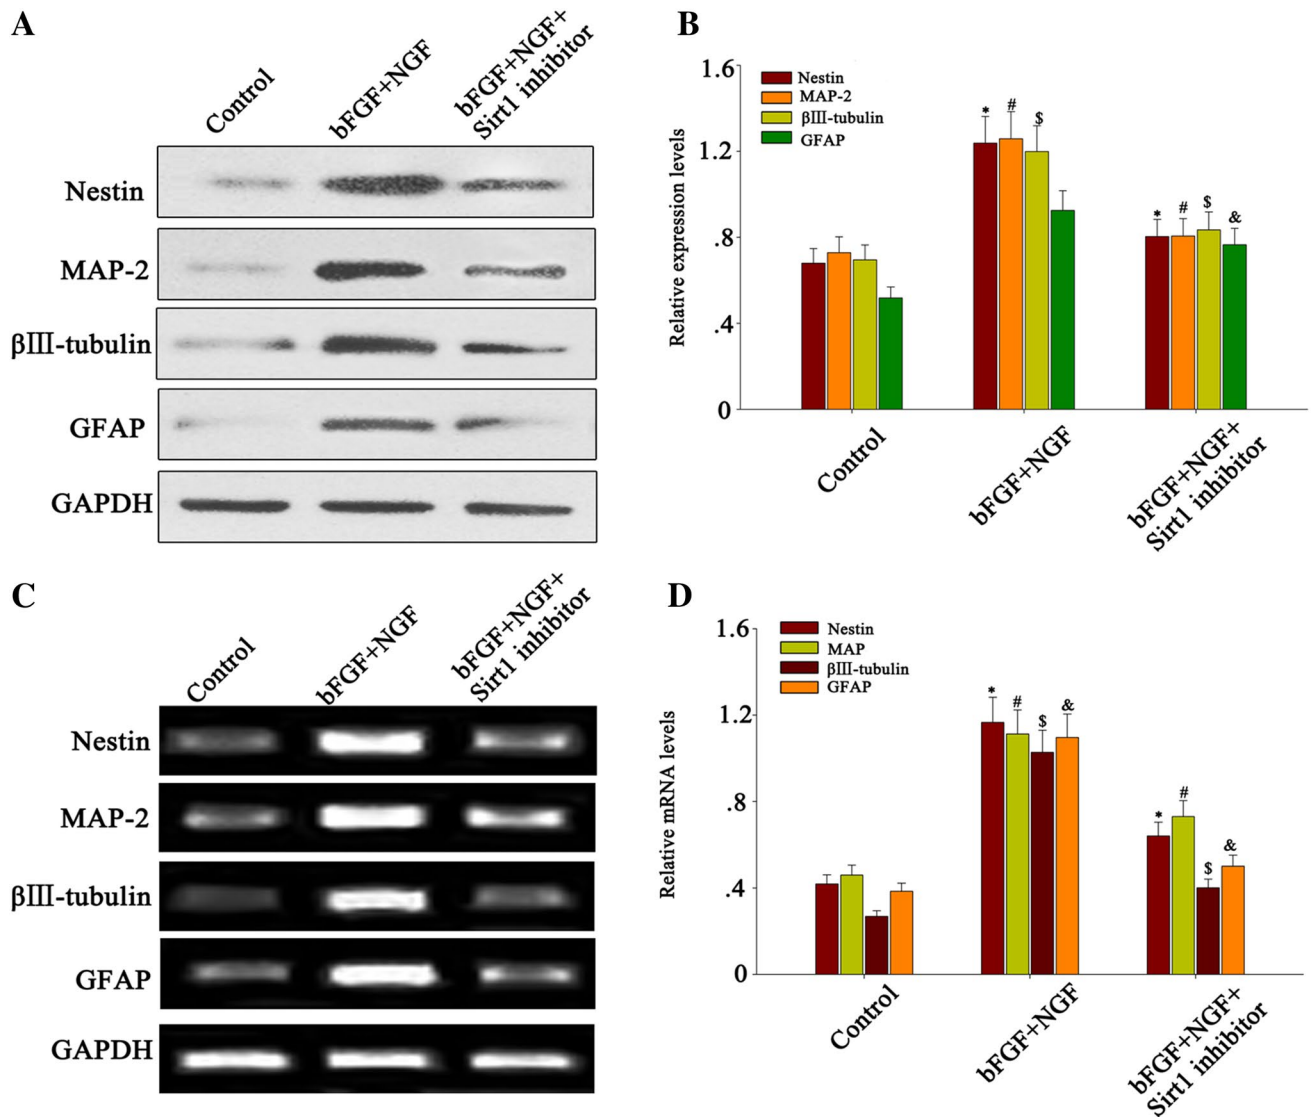 A
Control
bFGF+NGF
bFGF+NGF+
Sirt1 inhibitor
Nestin
MAP-2
βIII-tubulin
GFAP
GAPDH
B
Relative expression levels
1.6
1.2
.8
.4
0
Nestin
MAP-2
βIII-tubulin
GFAP
* # $
* # $ &
Control
bFGF+NGF
bFGF+NGF+
Sirt1 inhibitor
C
Control
bFGF+NGF
bFGF+NGF+
Sirt1 inhibitor
Nestin
MAP-2
βIII-tubulin
GFAP
GAPDH
D
Relative mRNA levels
1.6
1.2
.8
.4
0
Nestin
MAP
βIII-tubulin
GFAP
* # $ &
* # $ &
Control
bFGF+NGF
bFGF+NGF+
Sirt1 inhibitor